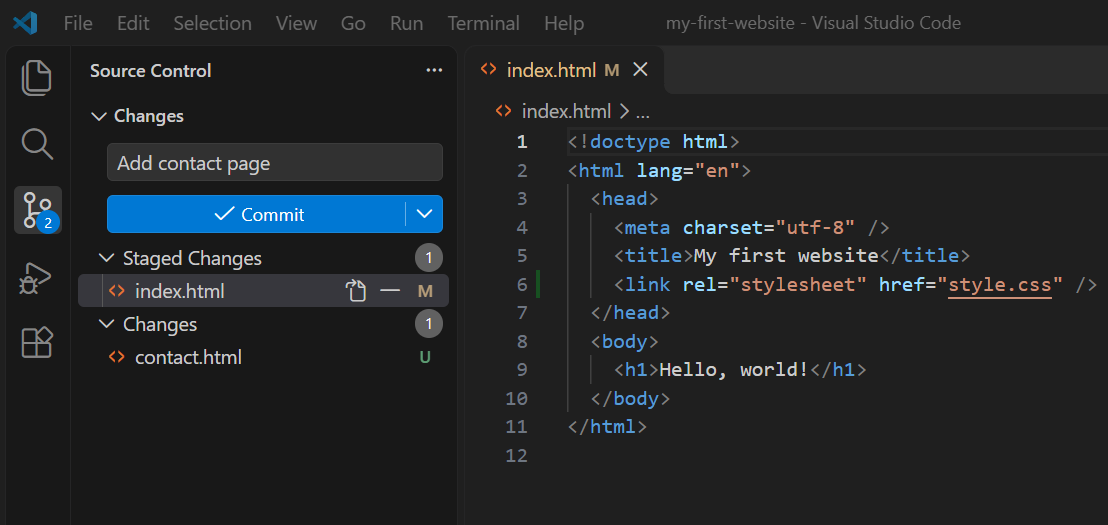 File Edit Selection View Go Run Terminal Help my-first-website - Visual Studio Code
Source Control ...
Changes
Add contact page
Commit
2
Staged Changes 1
index.html M
Changes 1
contact.html U
index.html M
index.html > ...
1 <!doctype html>
2 <html lang="en">
3 <head>
4 <meta charset="utf-8" />
5 <title>My first website</title>
6 <link rel="stylesheet" href="style.css" />
7 </head>
8 <body>
9 <h1>Hello, world!</h1>
10 </body>
11 </html>
12